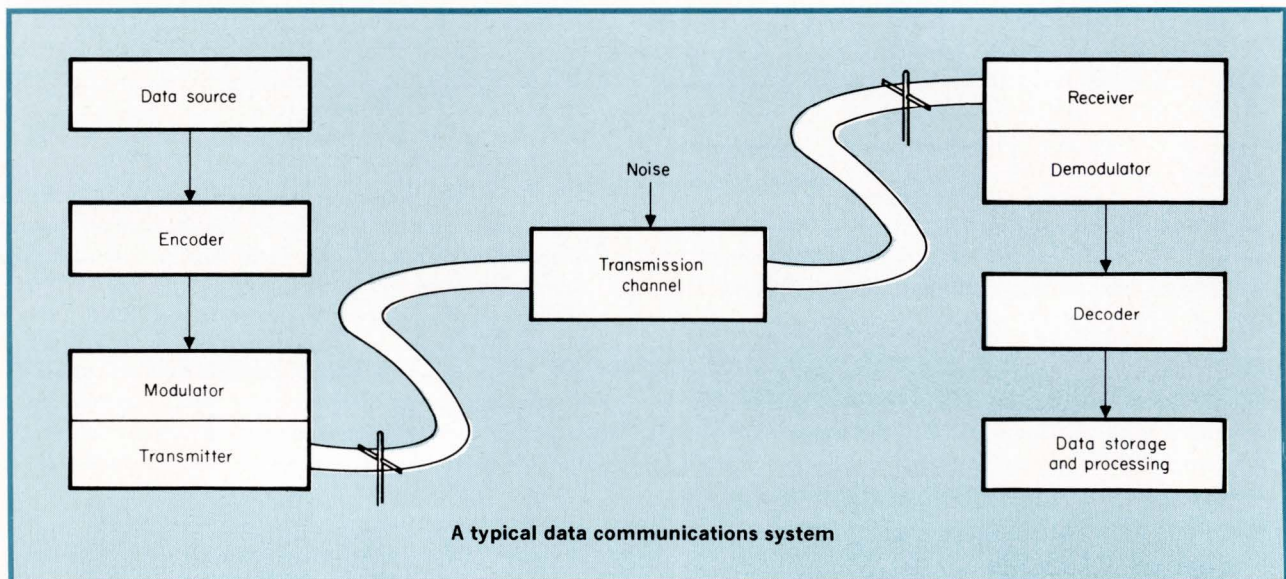 Data source
Encoder
Modulator
Transmitter
Noise
Transmission
channel
Receiver
Demodulator
Decoder
Data storage
and processing
A typical data communications system